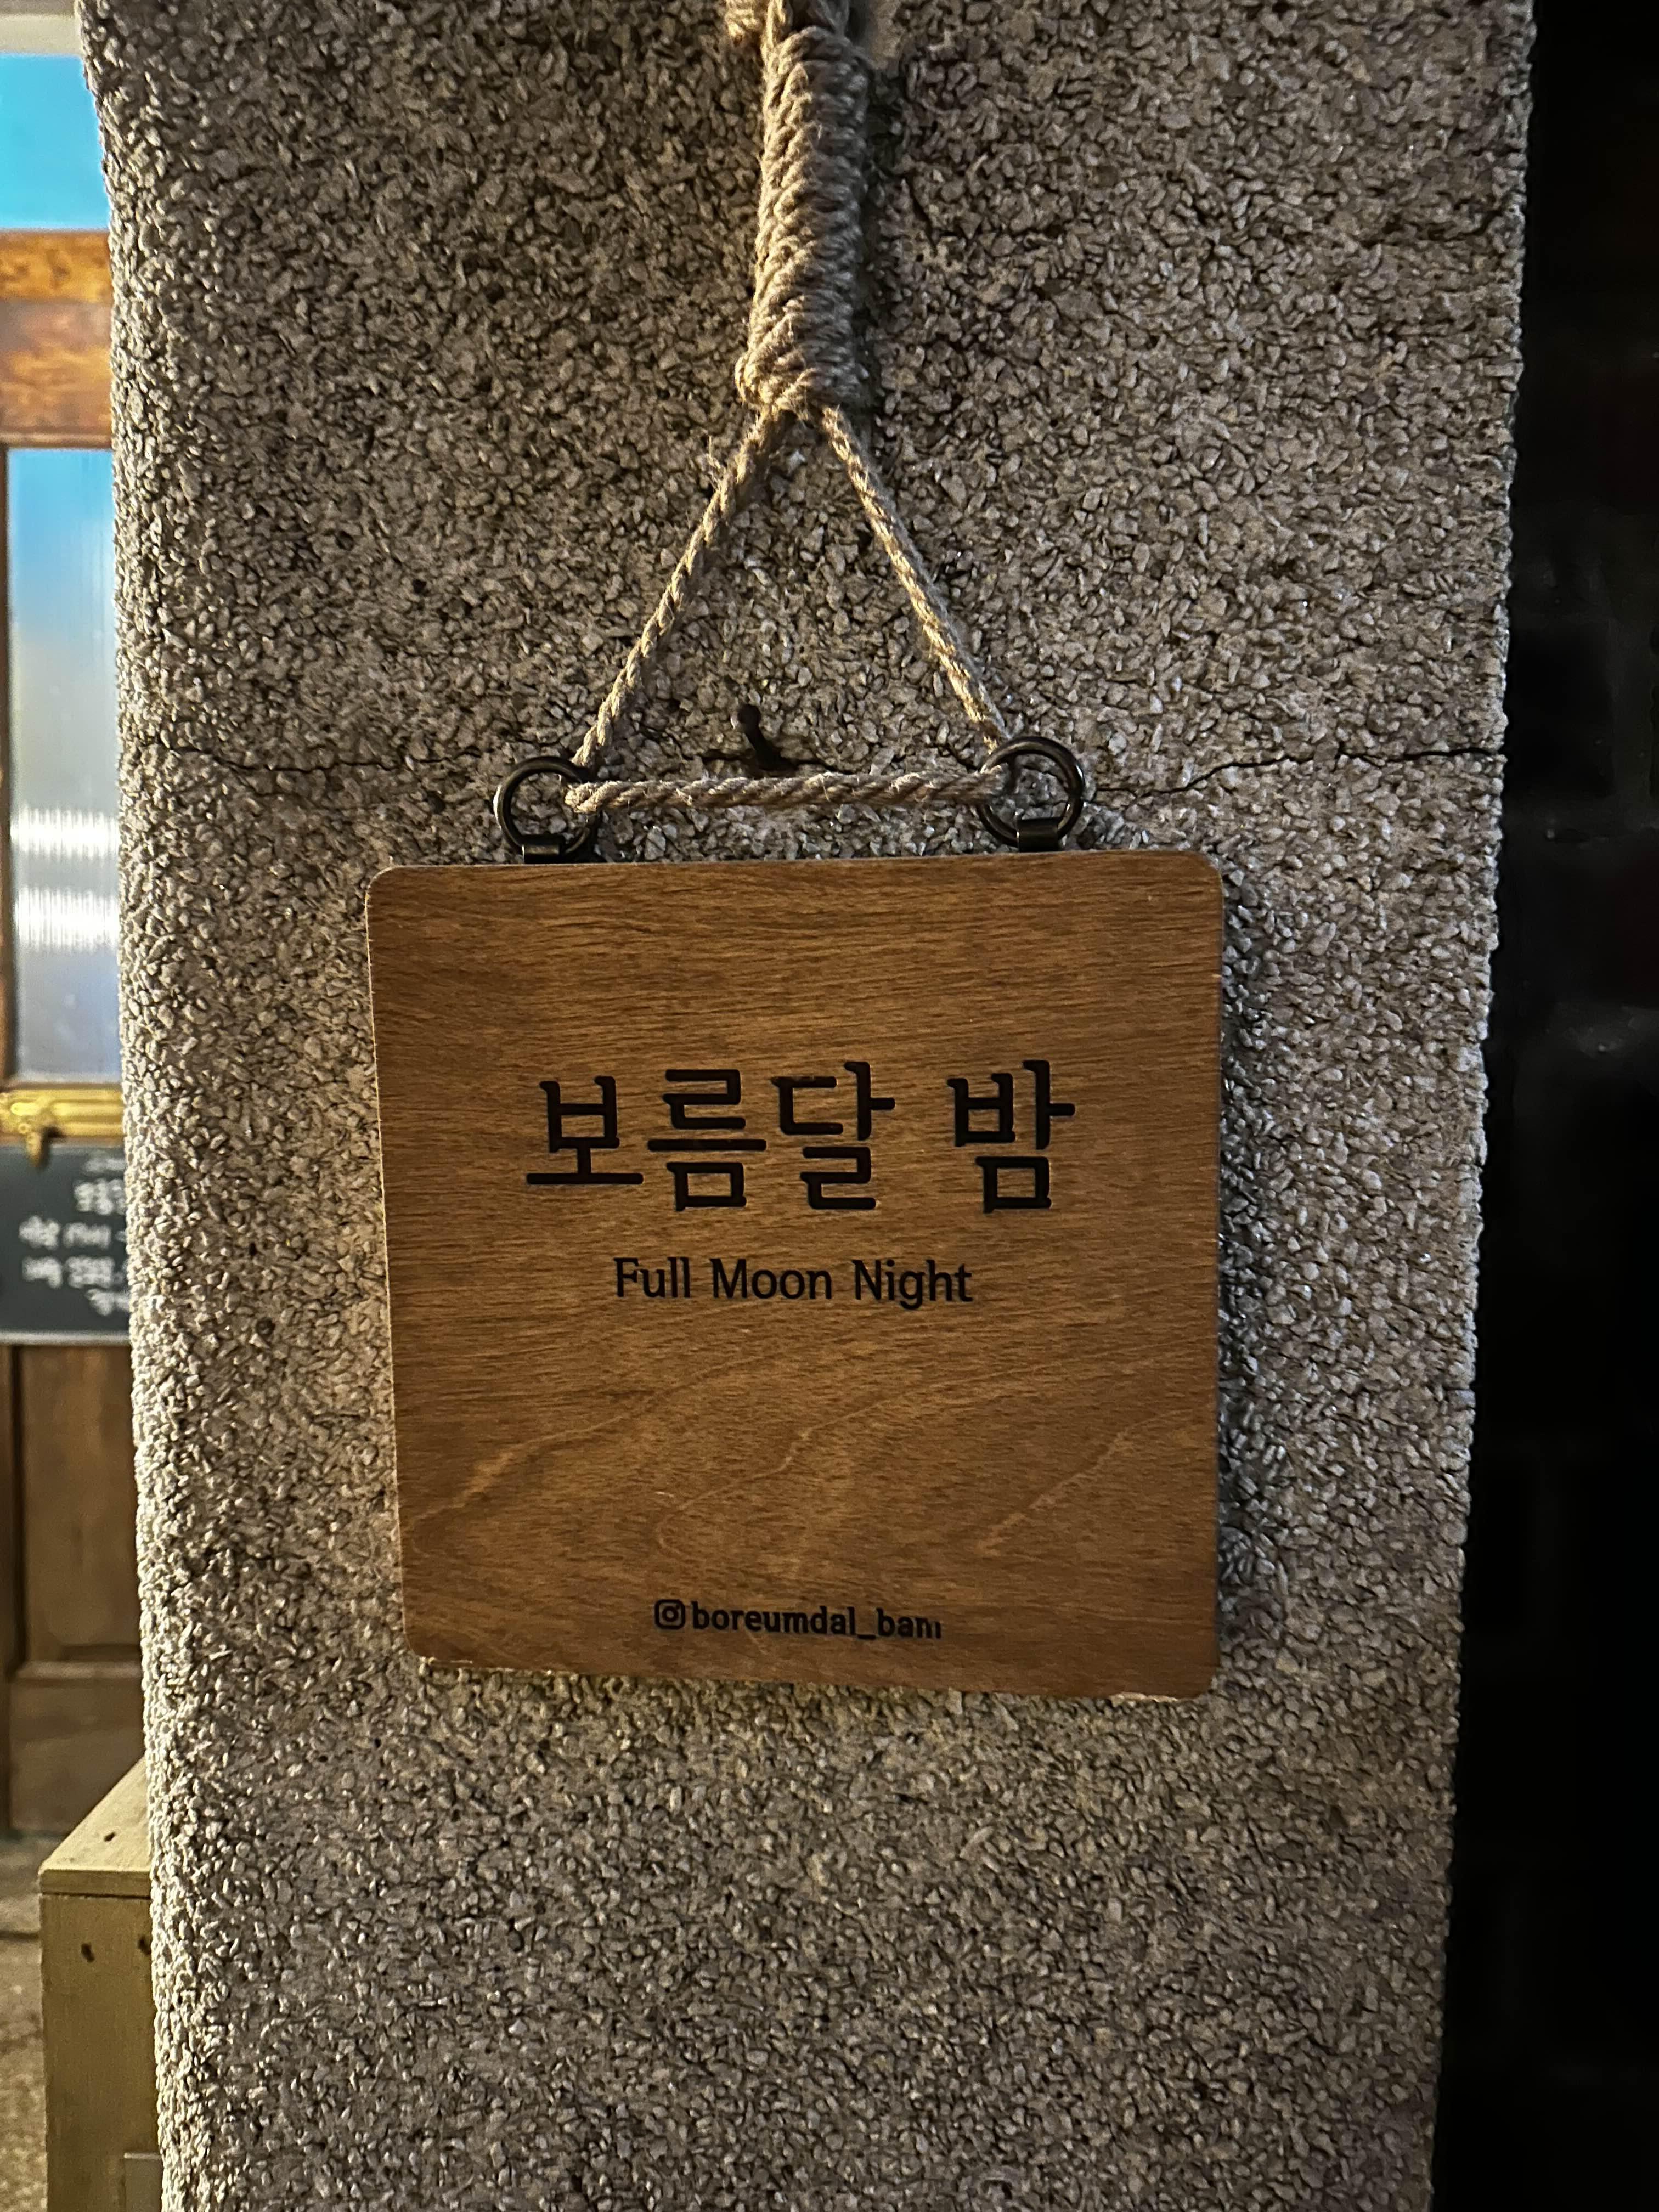 보름달 밤
Full Moon Night
boreumdal_bam